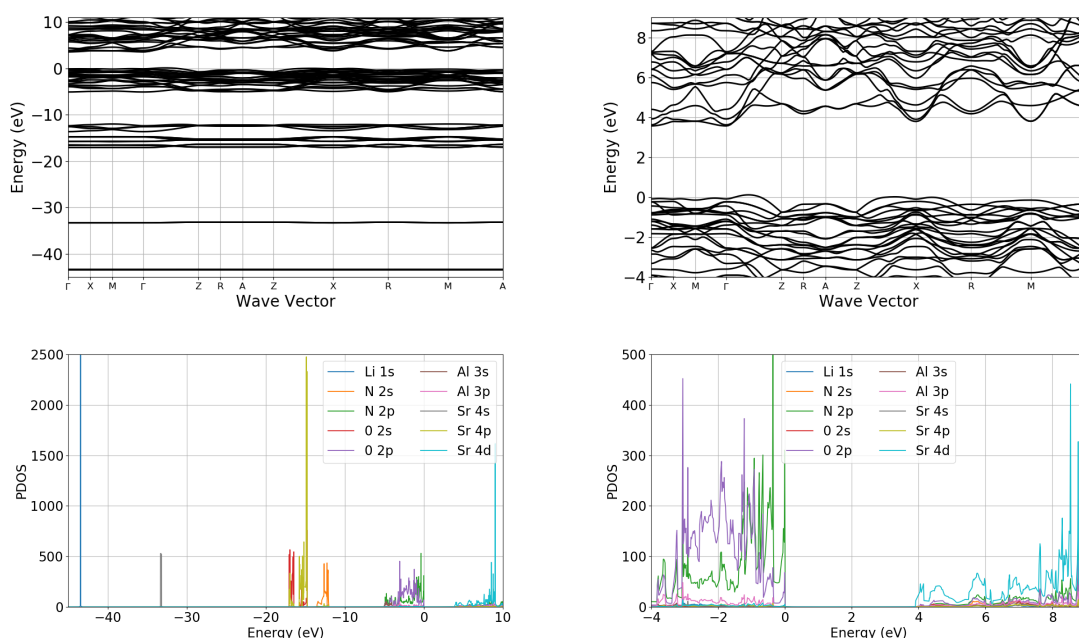 10
0
−10
−20
−30
−40
Energy (eV)
Γ X M Γ Z R A Z X R M A
Wave Vector
8
6
4
2
0
−2
−4
Energy (eV)
Γ X M Γ Z R A Z X R M
Wave Vector
2500
2000
1500
1000
500
0
PDOS
Li 1s Al 3s
N 2s Al 3p
N 2p Sr 4s
0 2s Sr 4p
0 2p Sr 4d
−40 −30 −20 −10 0 10
Energy (eV)
500
400
300
200
100
0
PDOS
Li 1s Al 3s
N 2s Al 3p
N 2p Sr 4s
0 2s Sr 4p
0 2p Sr 4d
−4 −2 0 2 4 6 8
Energy (eV)